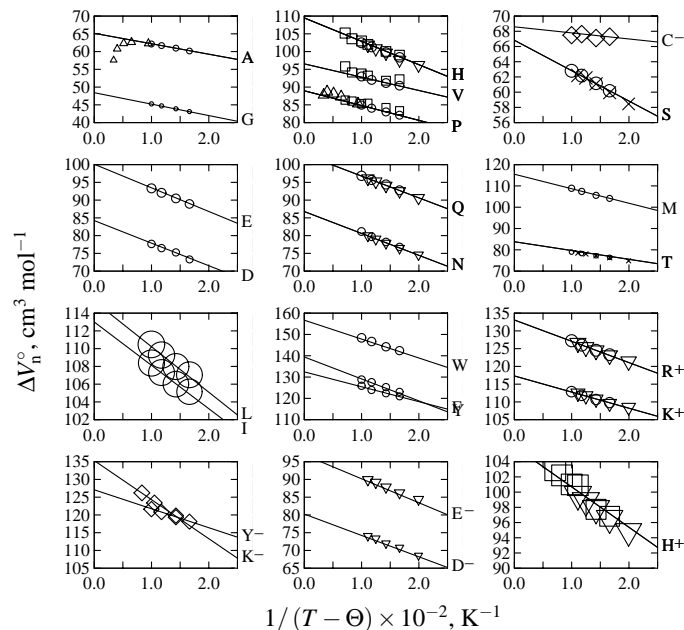 ΔV°ₙ, cm³ mol⁻¹
70
60
50
40
A
G
0.0 1.0 2.0
110
105
100
95
90
85
80
H
V
P
0.0 1.0 2.0
70
68
66
64
62
60
58
56
C⁻
S
0.0 1.0 2.0
100
95
90
85
80
75
70
E
D
0.0 1.0 2.0
100
95
90
85
80
75
70
Q
N
0.0 1.0 2.0
120
110
100
90
80
70
M
T
0.0 1.0 2.0
114
112
110
108
106
104
102
L
I
0.0 1.0 2.0
160
150
140
130
120
110
W
Y
0.0 1.0 2.0
135
130
125
120
115
110
105
R⁺
K⁺
0.0 1.0 2.0
135
130
125
120
115
110
105
Y⁻
K⁻
0.0 1.0 2.0
95
90
85
80
75
70
65
E⁻
D⁻
0.0 1.0 2.0
104
102
100
98
96
94
92
90
H⁺
0.0 1.0 2.0
1/(T − Θ) × 10⁻², K⁻¹